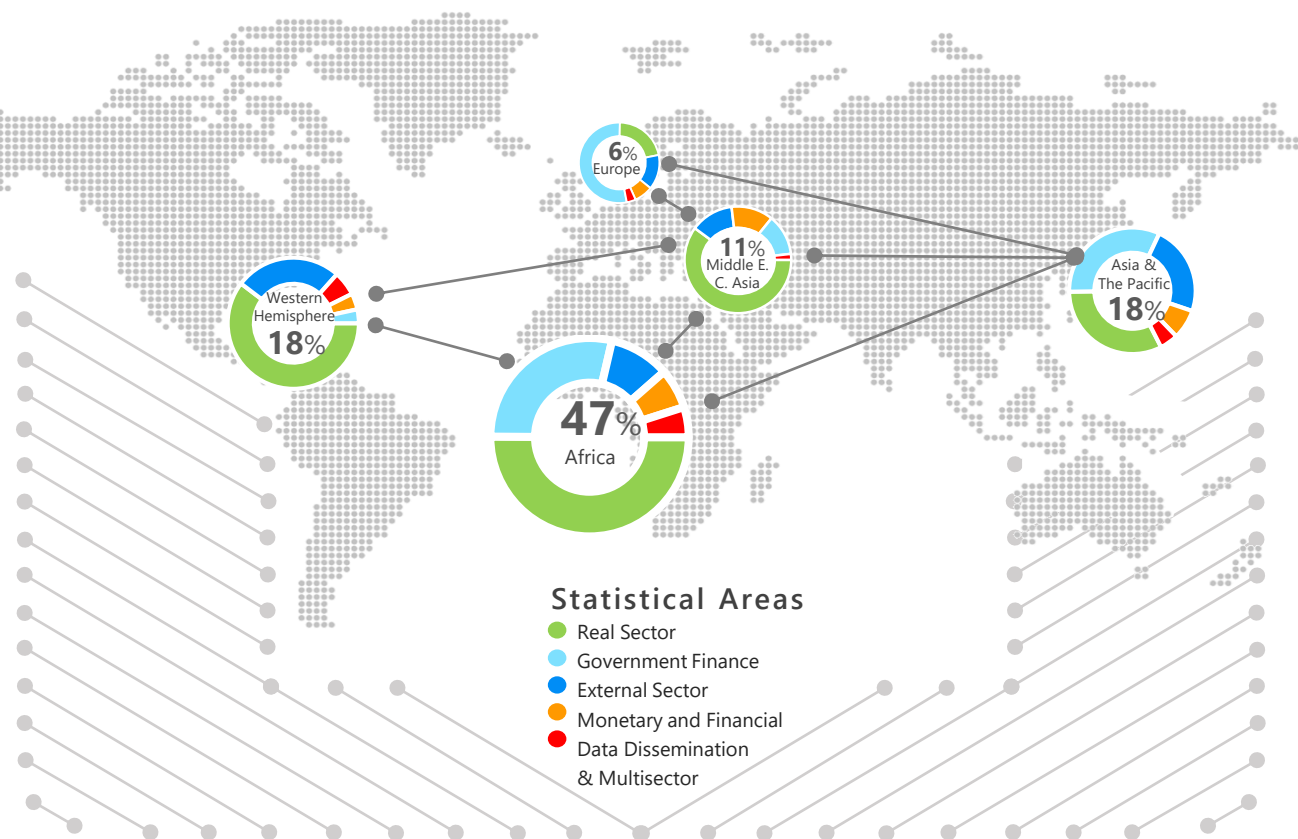 6%
Europe
11%
Middle E.
C. Asia
Asia &
The Pacific
18%
Western
Hemisphere
18%
47%
Africa
Statistical Areas
Real Sector
Government Finance
External Sector
Monetary and Financial
Data Dissemination
& Multisector